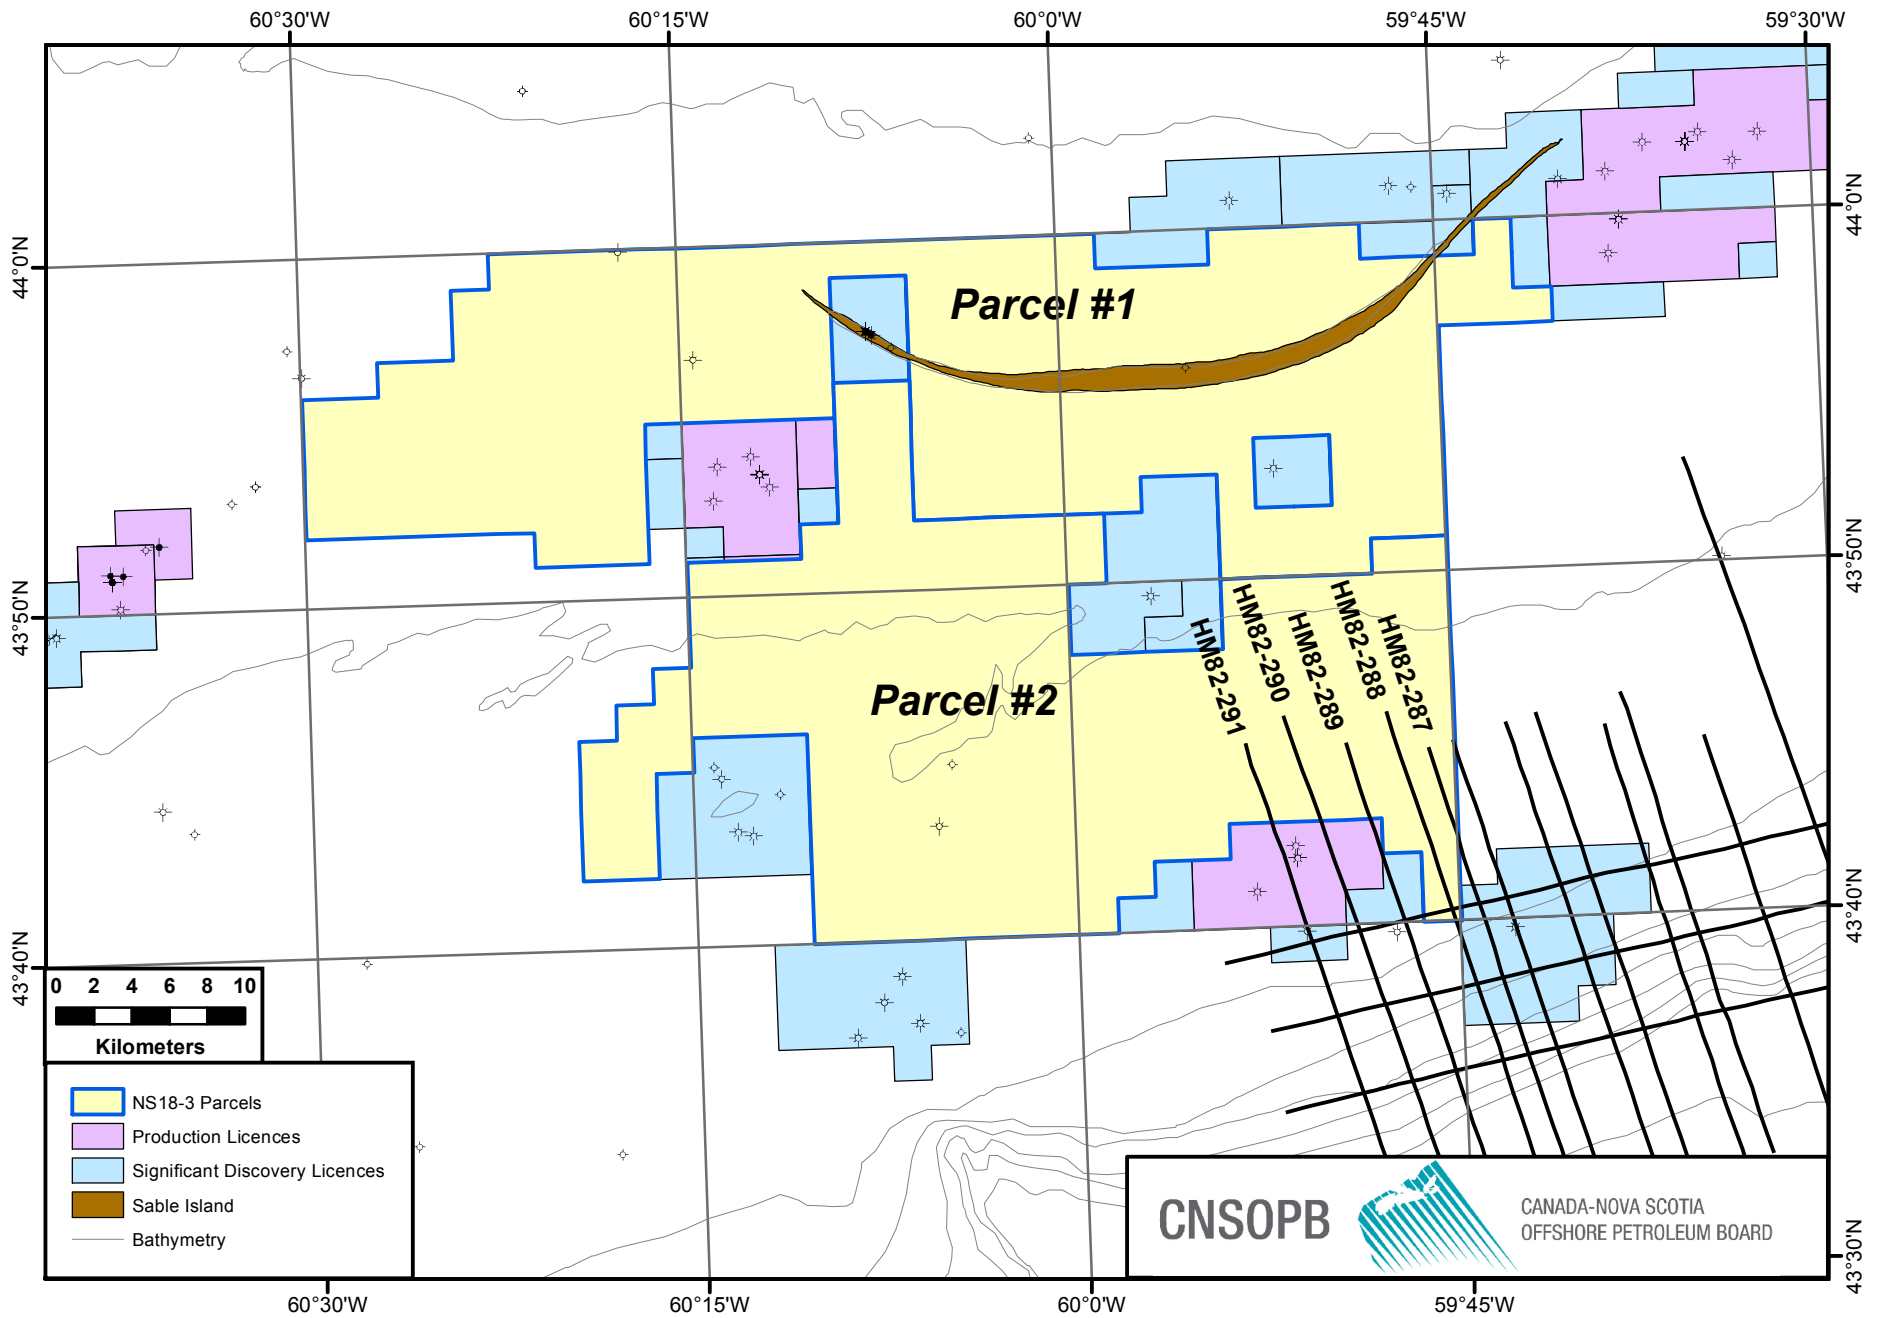 60°30'W
60°15'W
60°0'W
59°45'W
59°30'W
44°0'N
44°0'N
Parcel #1
43°50'N
43°50'N
HM82-291
HM82-290
HM82-289
HM82-288
HM82-287
Parcel #2
43°40'N
43°40'N
0 2 4 6 8 10
Kilometers
NS18-3 Parcels
Production Licences
Significant Discovery Licences
Sable Island
Bathymetry
CNSOPB
CANADA-NOVA SCOTIA
OFFSHORE PETROLEUM BOARD
43°30'N
60°30'W
60°15'W
60°0'W
59°45'W